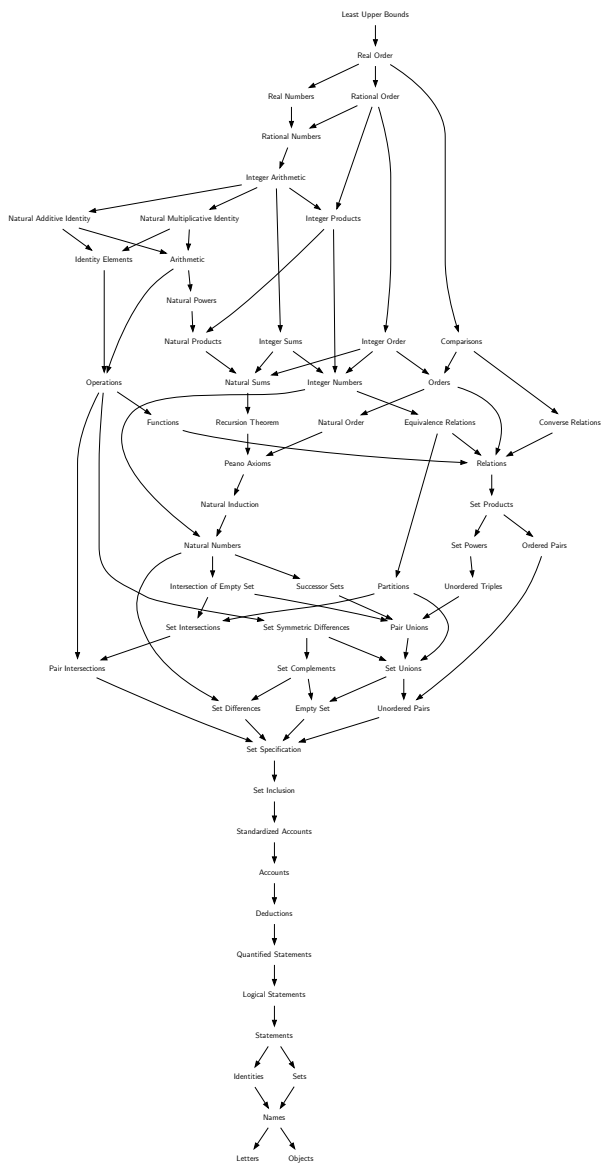 Least Upper Bounds
Real Order
Real Numbers Rational Order
Rational Numbers
Integer Arithmetic
Natural Additive Identity Natural Multiplicative Identity Integer Products
Identity Elements Arithmetic
Natural Powers
Natural Products Integer Sums Integer Order Comparisons
Operations Natural Sums Integer Numbers Orders
Functions Recursion Theorem Natural Order Equivalence Relations Converse Relations
Peano Axioms Relations
Natural Induction Set Products
Natural Numbers Set Powers Ordered Pairs
Intersection of Empty Set Successor Sets Partitions Unordered Triples
Set Intersections Set Symmetric Differences Pair Unions
Pair Intersections Set Complements Set Unions
Set Differences Empty Set Unordered Pairs
Set Specification
Set Inclusion
Standardized Accounts
Accounts
Deductions
Quantified Statements
Logical Statements
Statements
Identities Sets
Names
Letters Objects